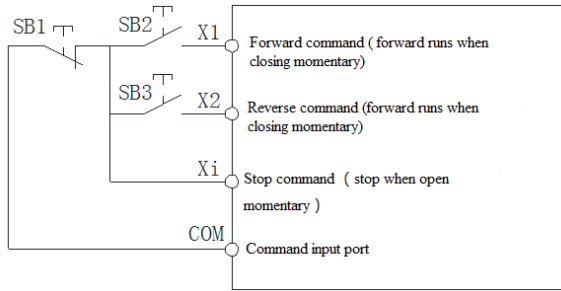 SB1
SB2
X1
Forward command ( forward runs when
closing momentary)
SB3
X2
Reverse command (forward runs when
closing momentary)
Xi
Stop command ( stop when open
momentary )
COM
Command input port